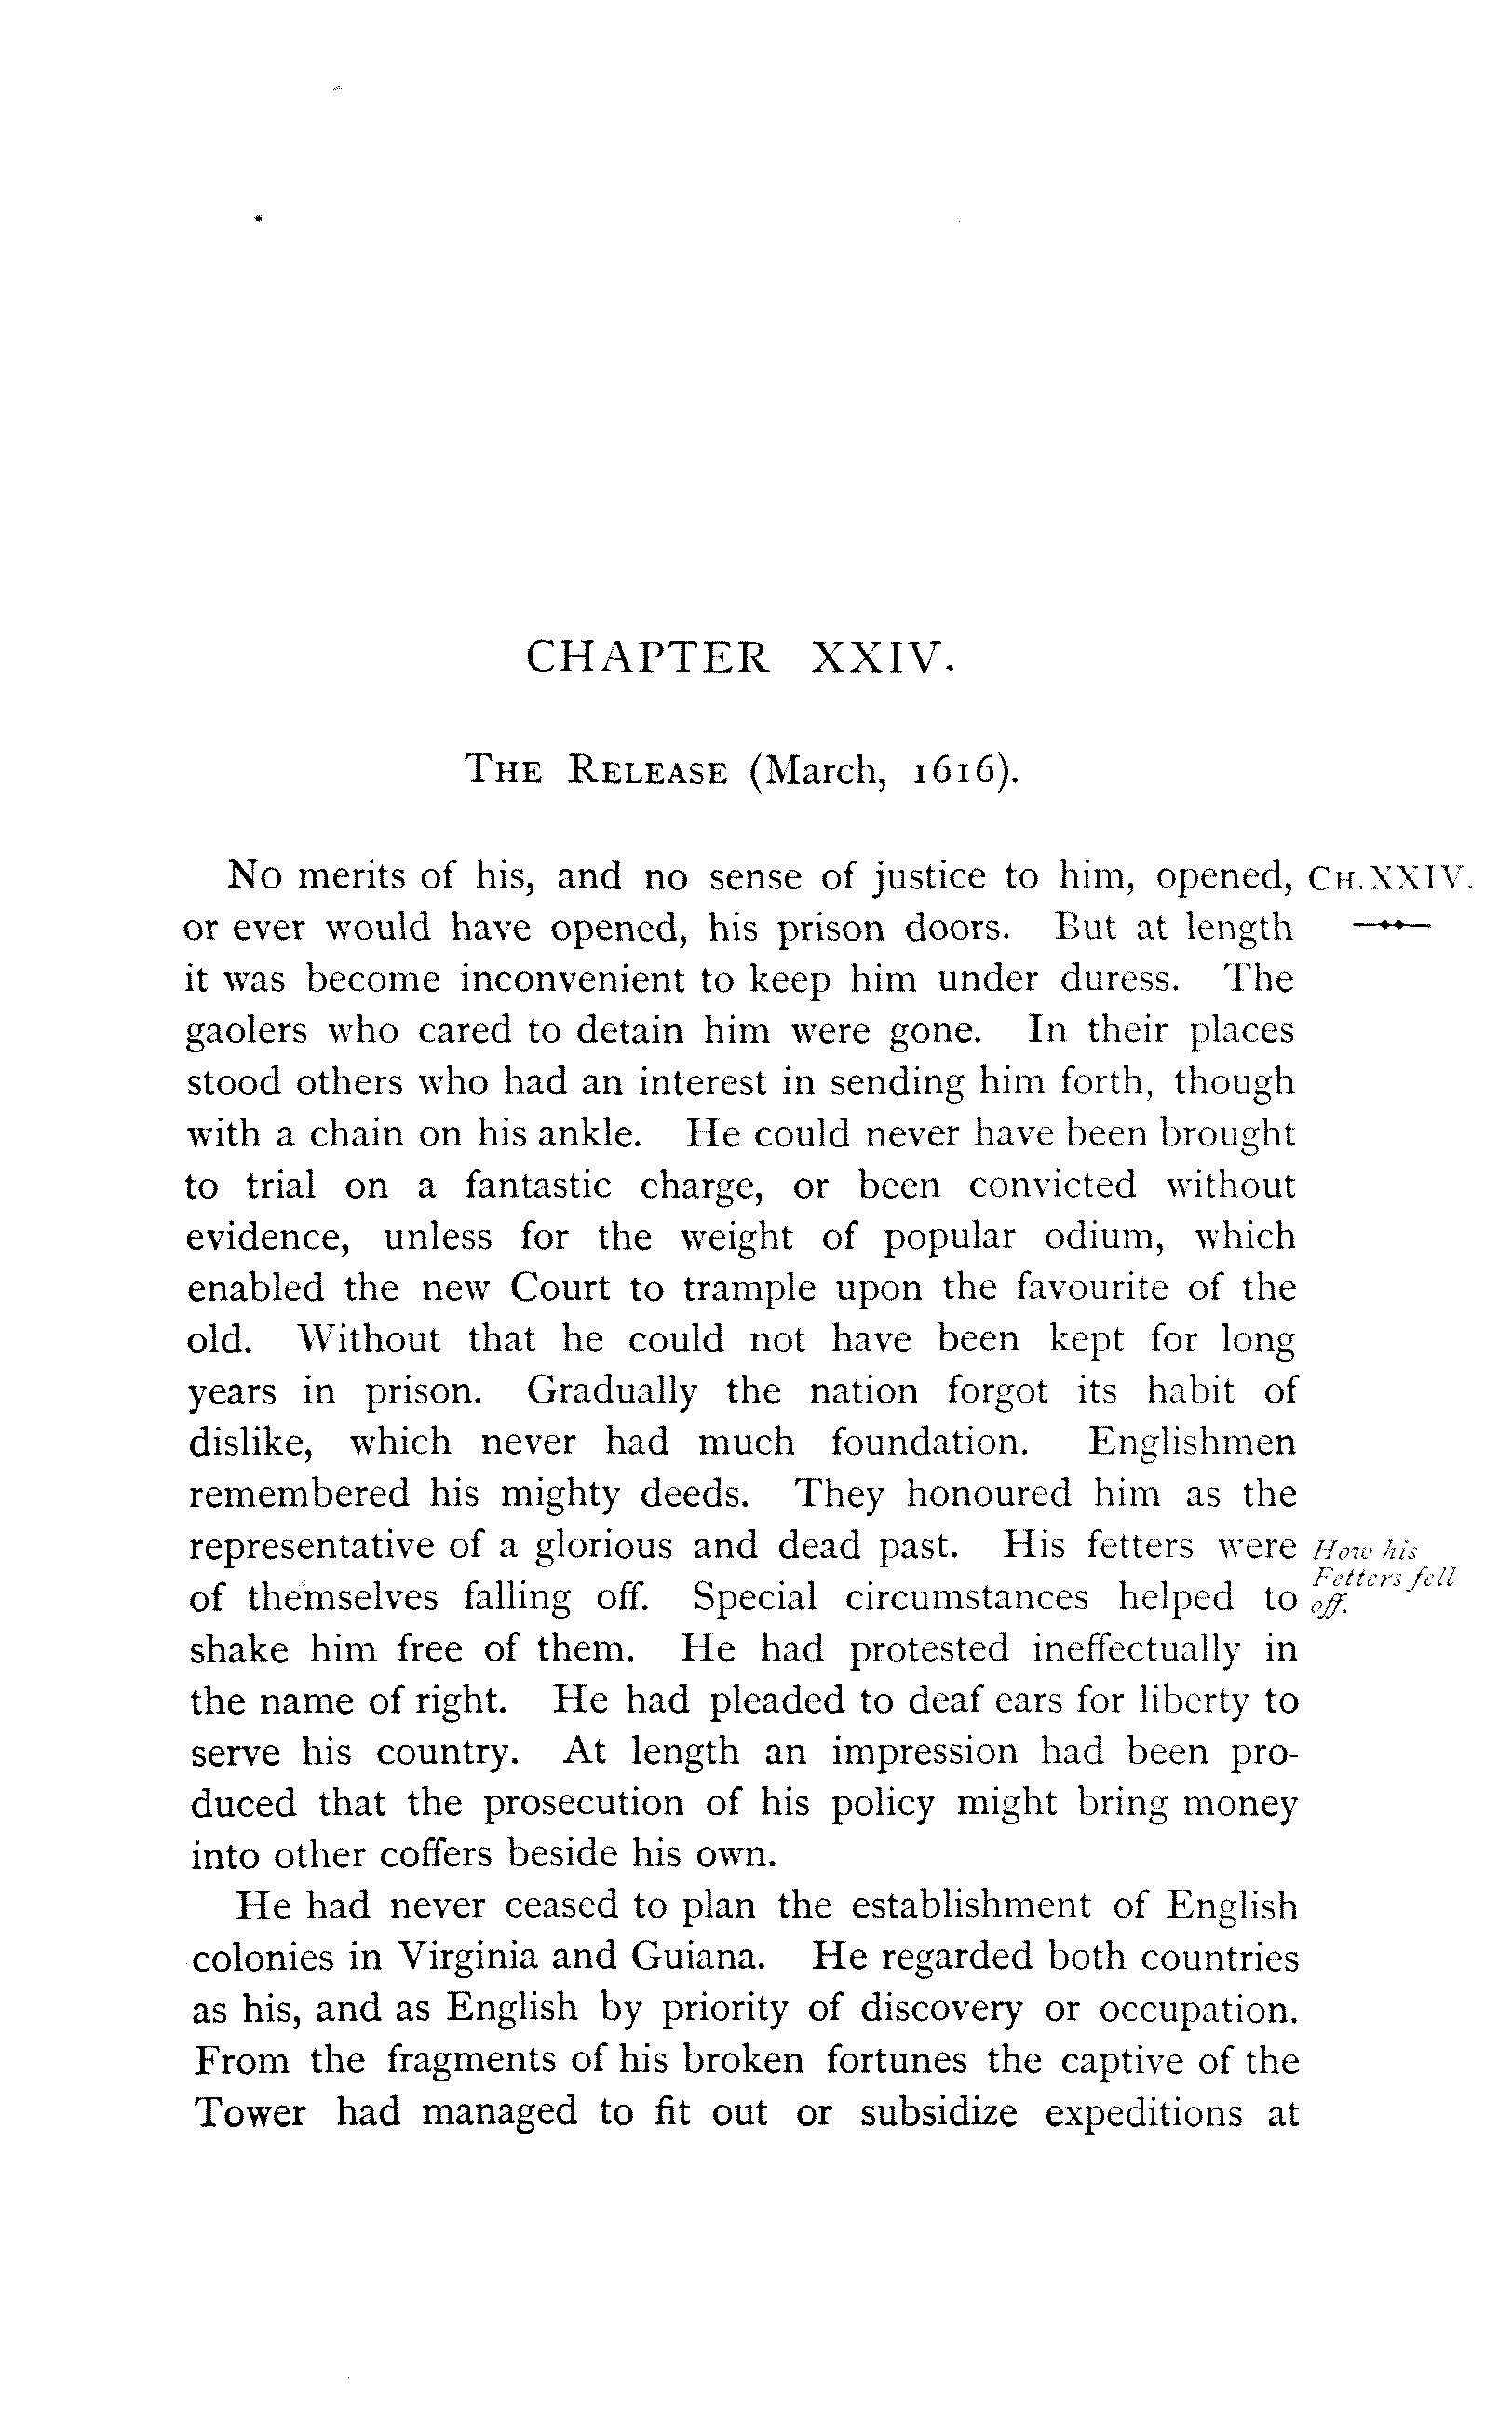 CHAPTER XXIV.
THE RELEASE (March, 1616).
No merits of his, and no sense of justice to him, opened, CH. XXIV.
or ever would have opened, his prison doors. But at length
it was become inconvenient to keep him under duress. The
gaolers who cared to detain him were gone. In their places
stood others who had an interest in sending him forth, though
with a chain on his ankle. He could never have been brought
to trial on a fantastic charge, or been convicted without
evidence, unless for the weight of popular odium, which
enabled the new Court to trample upon the favourite of the
old. Without that he could not have been kept for long
years in prison. Gradually the nation forgot its habit of
dislike, which never had much foundation. Englishmen
remembered his mighty deeds. They honoured him as the
representative of a glorious and dead past. His fetters were
How his
Fetters fell
off.
of themselves falling off. Special circumstances helped to
shake him free of them. He had protested ineffectually in
the name of right. He had pleaded to deaf ears for liberty to
serve his country. At length an impression had been pro-
duced that the prosecution of his policy might bring money
into other coffers beside his own.
He had never ceased to plan the establishment of English
colonies in Virginia and Guiana. He regarded both countries
as his, and as English by priority of discovery or occupation.
From the fragments of his broken fortunes the captive of the
Tower had managed to fit out or subsidize expeditions at